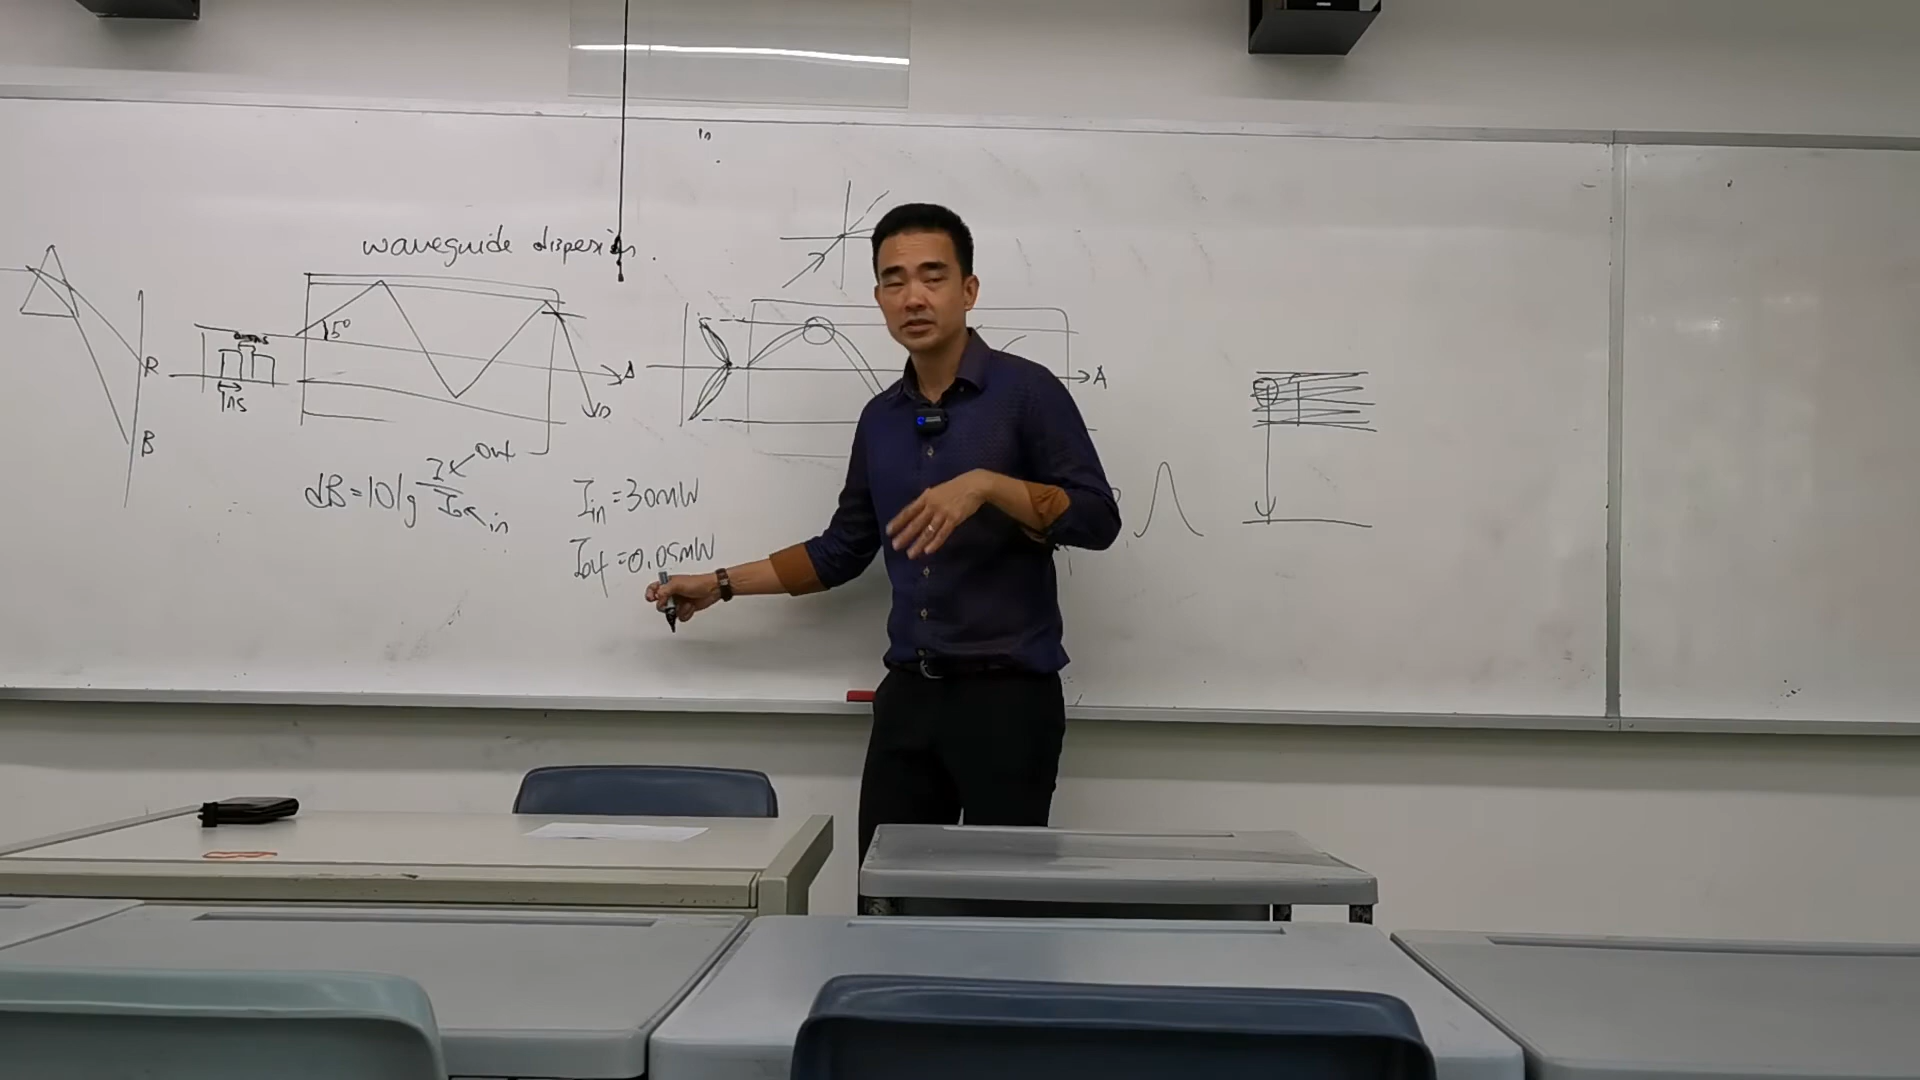 waveguide dispersion.
15°
R
1ns
B
A
A
dB=10lg I/I Out in
Iin=30mW
Iout=0.05mW